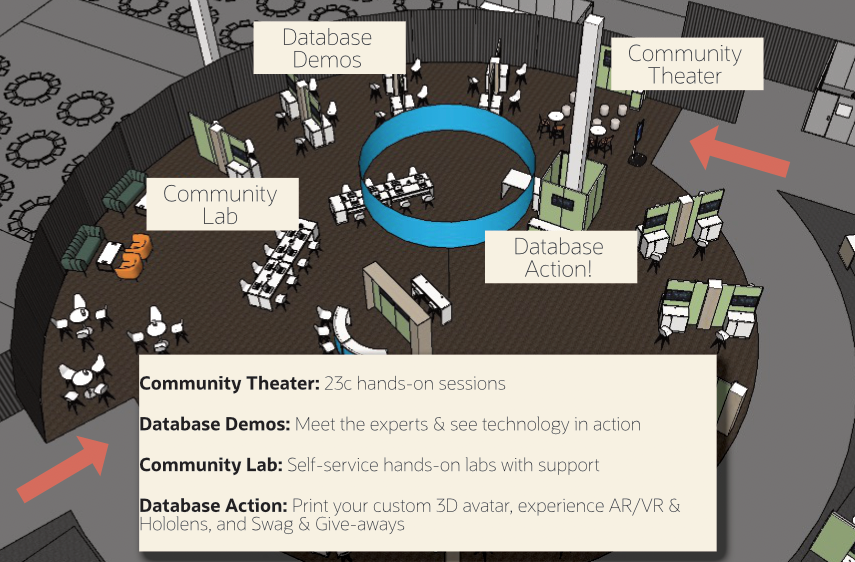 Database
Demos
Community
Theater
Community
Lab
Database
Action!
Community Theater: 23c hands-on sessions
Database Demos: Meet the experts & see technology in action
Community Lab: Self-service hands-on labs with support
Database Action: Print your custom 3D avatar, experience AR/VR &
Hololens, and Swag & Give-aways